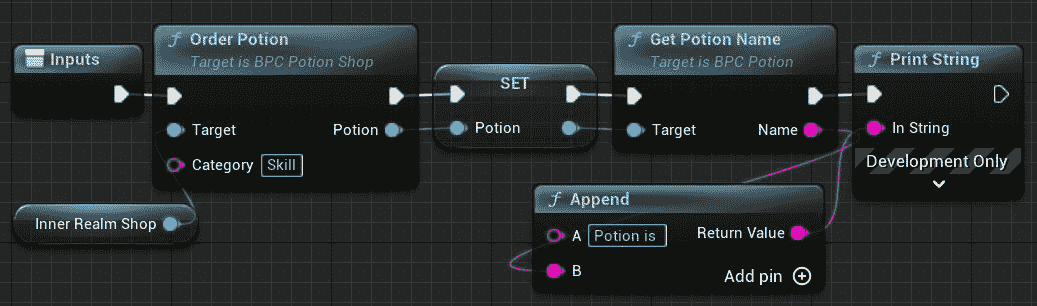 Inputs
Order Potion
Target is BPC Potion Shop
Target
Potion
Category Skill
Inner Realm Shop
SET
Potion
Get Potion Name
Target is BPC Potion
Target
Name
Print String
In String
Development Only
Append
A Potion is
Return Value
B
Add pin